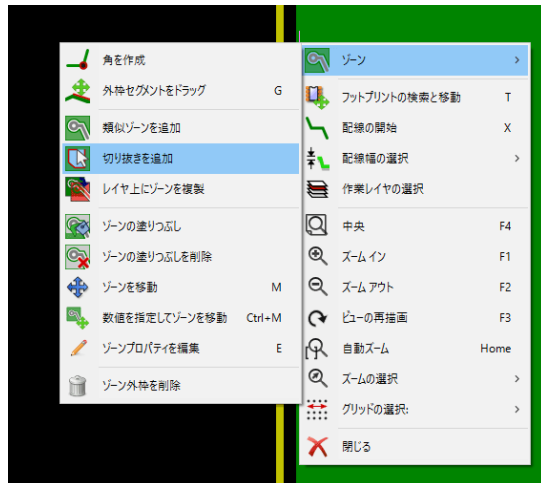 角を作成
外枠セグメントをドラッグ G
類似ゾーンを追加
切り抜きを追加
レイヤ上にゾーンを複製
ゾーンの塗りつぶし
ゾーンの塗りつぶしを削除
ゾーンを移動 M
数値を指定してゾーンを移動 Ctrl+M
ゾーンプロパティを編集 E
ゾーン外枠を削除
ゾーン >
フットプリントの検索と移動 T
配線の開始 X
配線幅の選択 >
作業レイヤの選択
中央 F4
ズーム イン F1
ズーム アウト F2
ビューの再描画 F3
自動ズーム Home
ズームの選択 >
グリッドの選択: >
閉じる